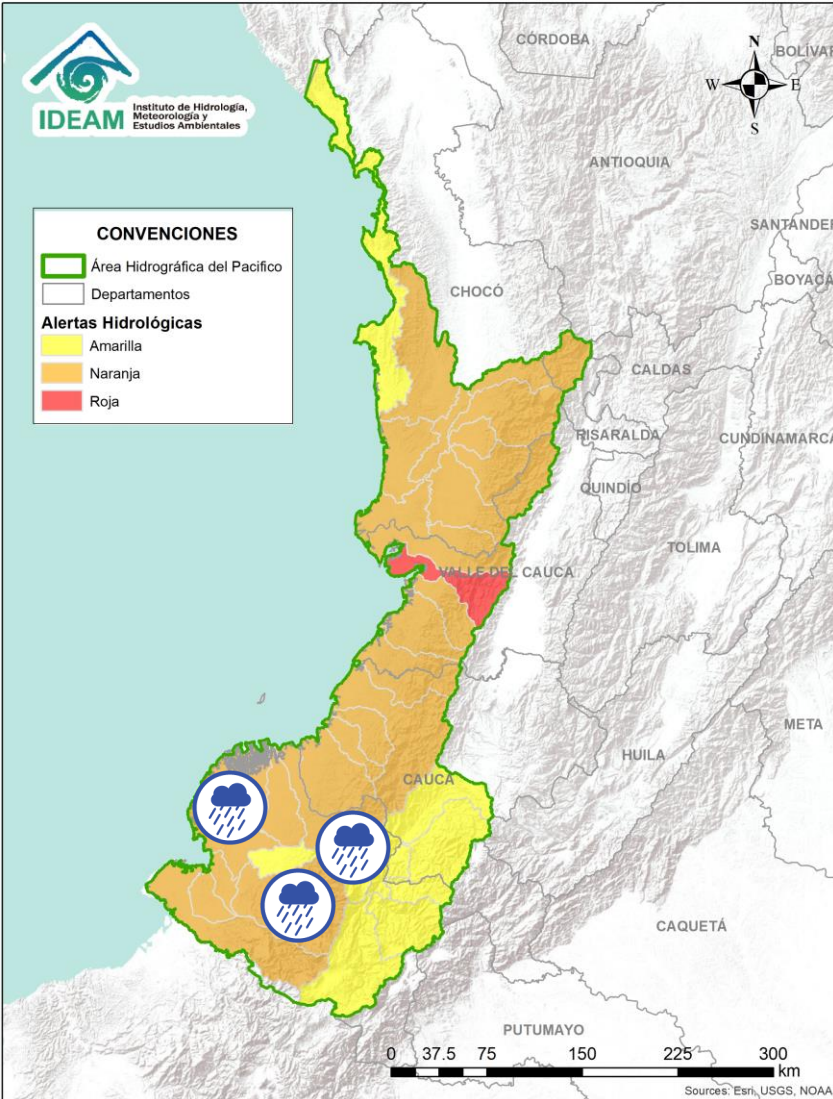 IDEAM
Instituto de Hidrología,
Meteorología y
Estudios Ambientales
CÓRDOBA
BOLÍVAR
N
W
E
S
ANTIOQUIA
SANTANDER
BOYACÁ
CONVENCIONES
Área Hidrográfica del Pacifico
Departamentos
Alertas Hidrológicas
Amarilla
Naranja
Roja
CHOCÓ
CALDAS
RISARALDA
CUNDINAMARCA
QUINDÍO
TOLIMA
VALLE DEL CAUCA
META
HUILA
CAUCA
CAQUETÁ
PUTUMAYO
0 37.5 75 150 225 300
km
Sources: Esri, USGS, NOAA